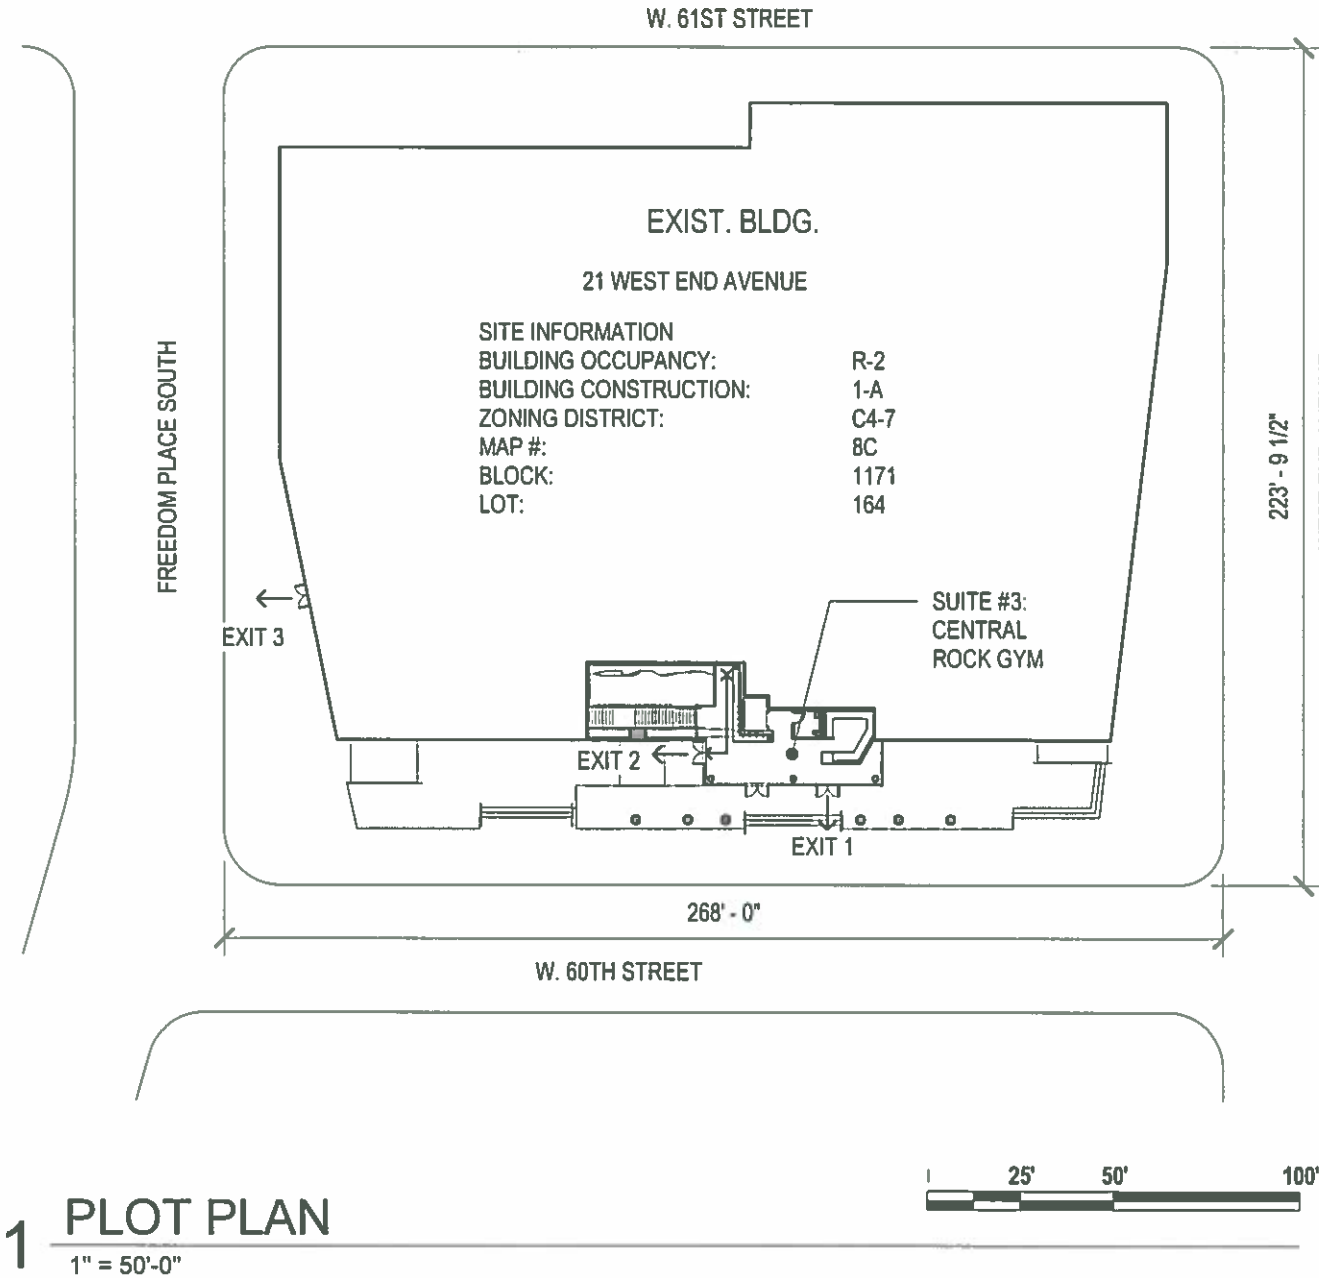 W. 61ST STREET
EXIST. BLDG.
21 WEST END AVENUE
SITE INFORMATION
BUILDING OCCUPANCY: R-2
BUILDING CONSTRUCTION: 1-A
ZONING DISTRICT: C4-7
MAP #: 8C
BLOCK: 1171
LOT: 164
FREEDOM PLACE SOUTH
223' - 9 1/2"
SUITE #3:
CENTRAL
ROCK GYM
EXIT 3
EXIT 2
EXIT 1
268' - 0"
W. 60TH STREET
25' 50' 100'
1 PLOT PLAN
1" = 50'-0"